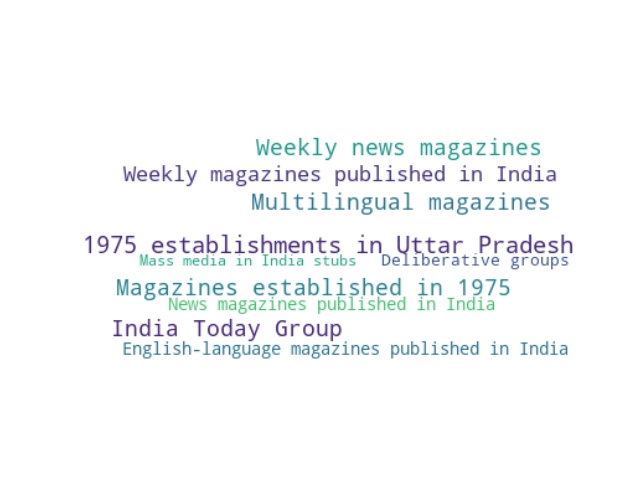 Weekly news magazines
Weekly magazines published in India
Multilingual magazines
1975 establishments in Uttar Pradesh
Mass media in India stubs
Deliberative groups
Magazines established in 1975
News magazines published in India
India Today Group
English-language magazines published in India